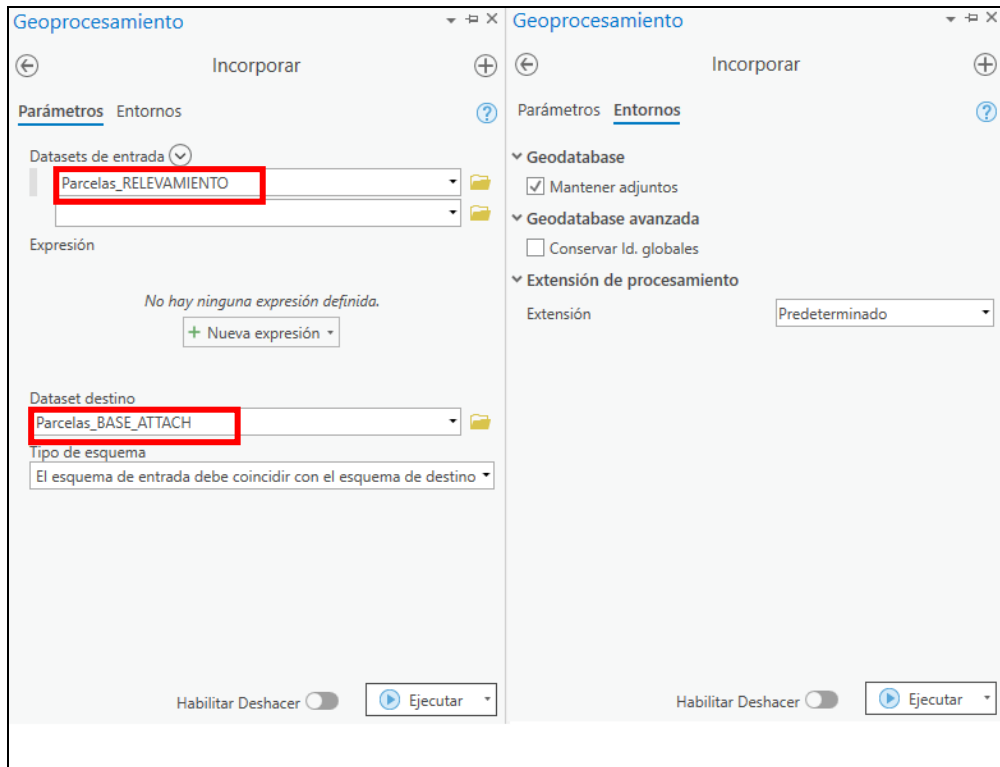 Geoprocesamiento
Incorporar
Parámetros Entornos
Datasets de entrada
Parcelas_RELEVAMIENTO
Expresión
No hay ninguna expresión definida.
+ Nueva expresión
Dataset destino
Parcelas_BASE_ATTACH
Tipo de esquema
El esquema de entrada debe coincidir con el esquema de destino
Habilitar Deshacer Ejecutar
Geoprocesamiento
Incorporar
Parámetros Entornos
Geodatabase
Mantener adjuntos
Geodatabase avanzada
Conservar Id. globales
Extensión de procesamiento
Extensión Predeterminado
Habilitar Deshacer Ejecutar